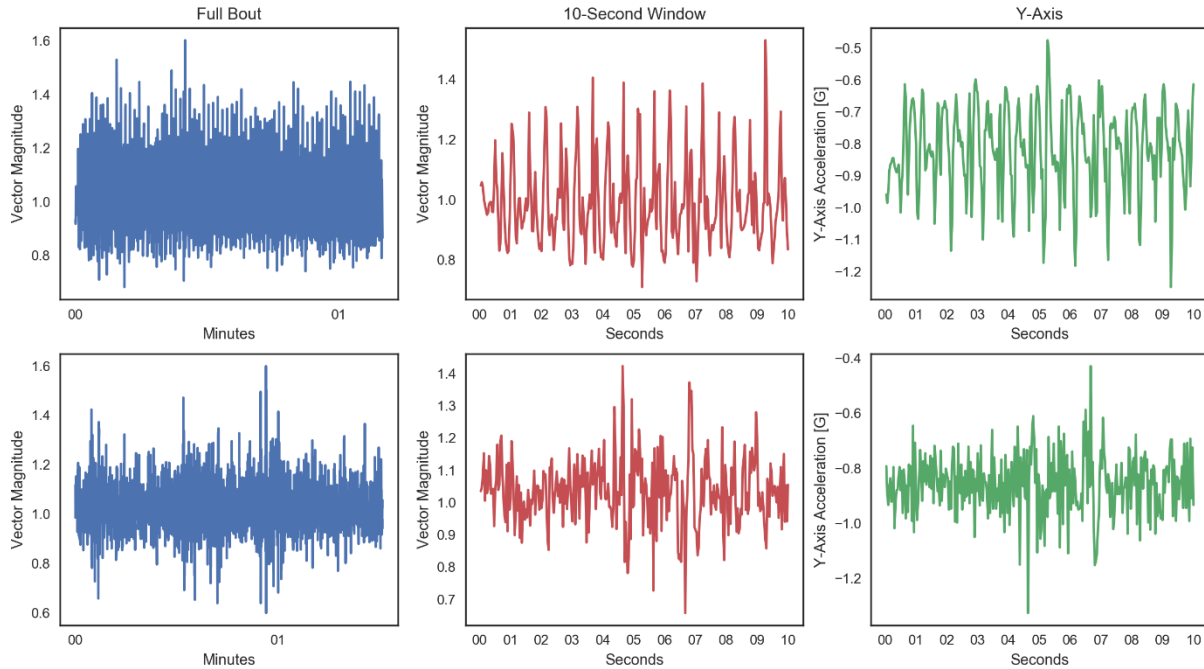 Full Bout
Vector Magnitude
1.6
1.4
1.2
1.0
0.8
00 01
Minutes
10-Second Window
Vector Magnitude
1.4
1.2
1.0
0.8
00 01 02 03 04 05 06 07 08 09 10
Seconds
Y-Axis
Y-Axis Acceleration [G]
−0.5
−0.6
−0.7
−0.8
−0.9
−1.0
−1.1
−1.2
00 01 02 03 04 05 06 07 08 09 10
Seconds
Vector Magnitude
1.6
1.4
1.2
1.0
0.8
0.6
00 01
Minutes
Vector Magnitude
1.4
1.3
1.2
1.1
1.0
0.9
0.8
0.7
00 01 02 03 04 05 06 07 08 09 10
Seconds
Y-Axis Acceleration [G]
−0.4
−0.6
−0.8
−1.0
−1.2
00 01 02 03 04 05 06 07 08 09 10
Seconds